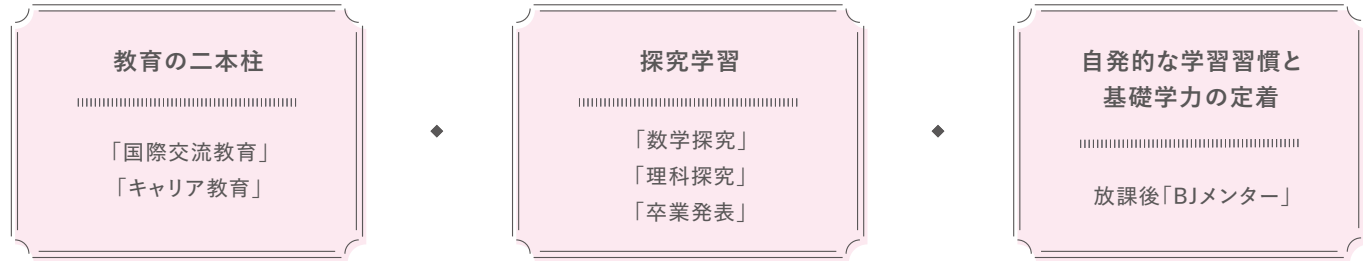 教育の二本柱
「国際交流教育」
「キャリア教育」
探究学習
「数学探究」
「理科探究」
「卒業発表」
自発的な学習習慣と
基礎学力の定着
放課後「BJメンター」